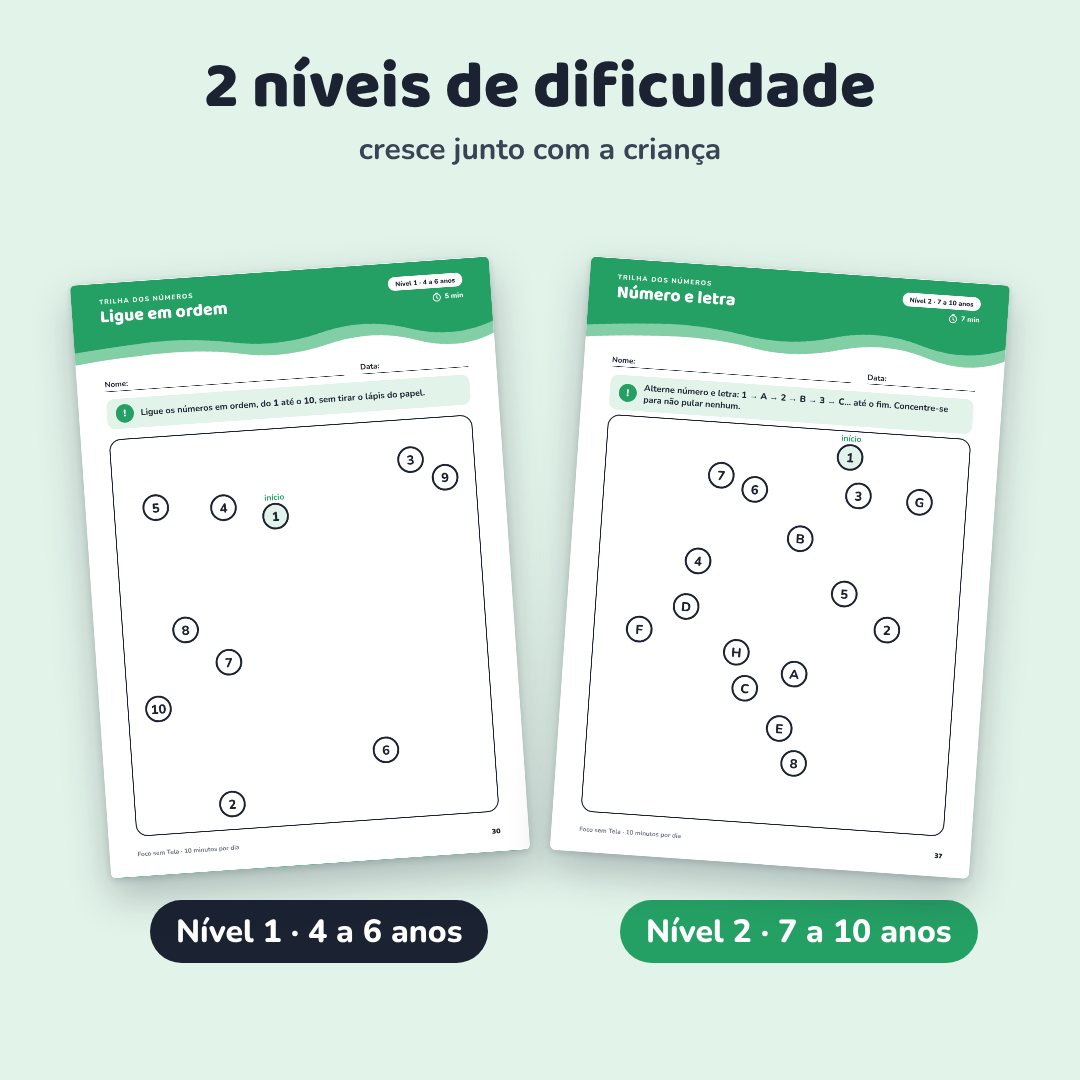 2 níveis de dificuldade
cresce junto com a criança
TRILHA DOS NÚMEROS
Ligue em ordem
Nível 1 · 4 a 6 anos
5 min
Nome:
Data:
! Ligue os números em ordem, do 1 até o 10, sem tirar o lápis do papel.
3
9
5
4
início
1
8
7
10
6
2
Foco sem Tela · 10 minutos por dia
30
TRILHA DOS NÚMEROS
Número e letra
Nível 2 · 7 a 10 anos
7 min
Nome:
Data:
! Alterne número e letra: 1 → A → 2 → B → 3 → C... até o fim. Concentre-se
para não pular nenhum.
início
1
7
6
3
G
B
4
5
D
F
2
H
A
C
E
8
Foco sem Tela · 10 minutos por dia
37
Nível 1 · 4 a 6 anos
Nível 2 · 7 a 10 anos